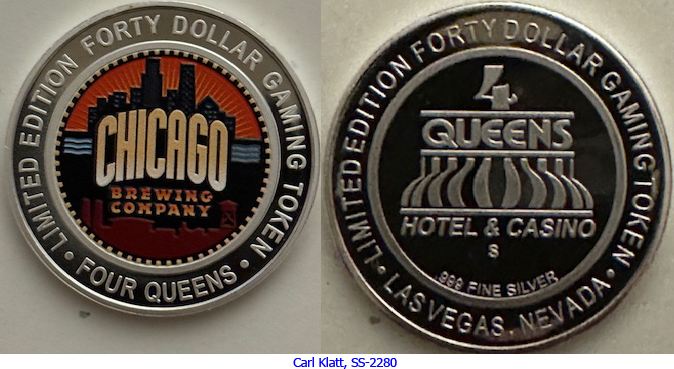 LIMITED EDITION FORTY DOLLAR GAMING TOKEN
• FOUR QUEENS •
CHICAGO
BREWING
COMPANY
LIMITED EDITION FORTY DOLLAR GAMING TOKEN
• LAS VEGAS, NEVADA •
4
QUEENS
HOTEL & CASINO
S
.999 FINE SILVER
Carl Klatt, SS-2280